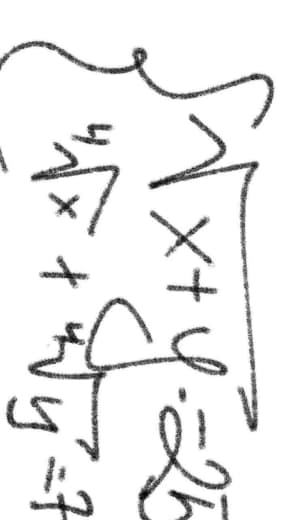 { √x+y = 25
⁴√x + ⁴√y = 7